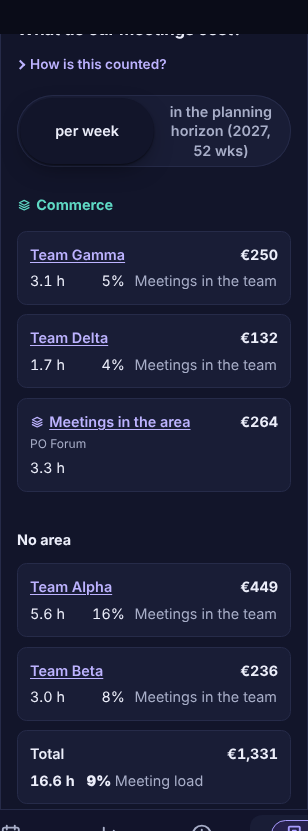 How is this counted?
per week
in the planning
horizon (2027,
52 wks)
Commerce
Team Gamma €250
3.1 h 5% Meetings in the team
Team Delta €132
1.7 h 4% Meetings in the team
Meetings in the area €264
PO Forum
3.3 h
No area
Team Alpha €449
5.6 h 16% Meetings in the team
Team Beta €236
3.0 h 8% Meetings in the team
Total €1,331
16.6 h 9% Meeting load